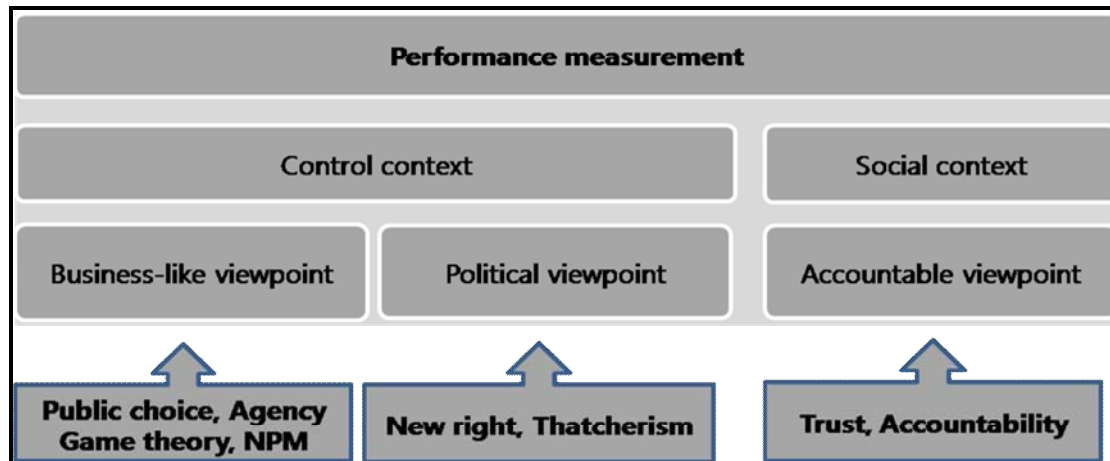 Performance measurement
Control context
Social context
Business-like viewpoint
Political viewpoint
Accountable viewpoint
Public choice, Agency
Game theory, NPM
New right, Thatcherism
Trust, Accountability